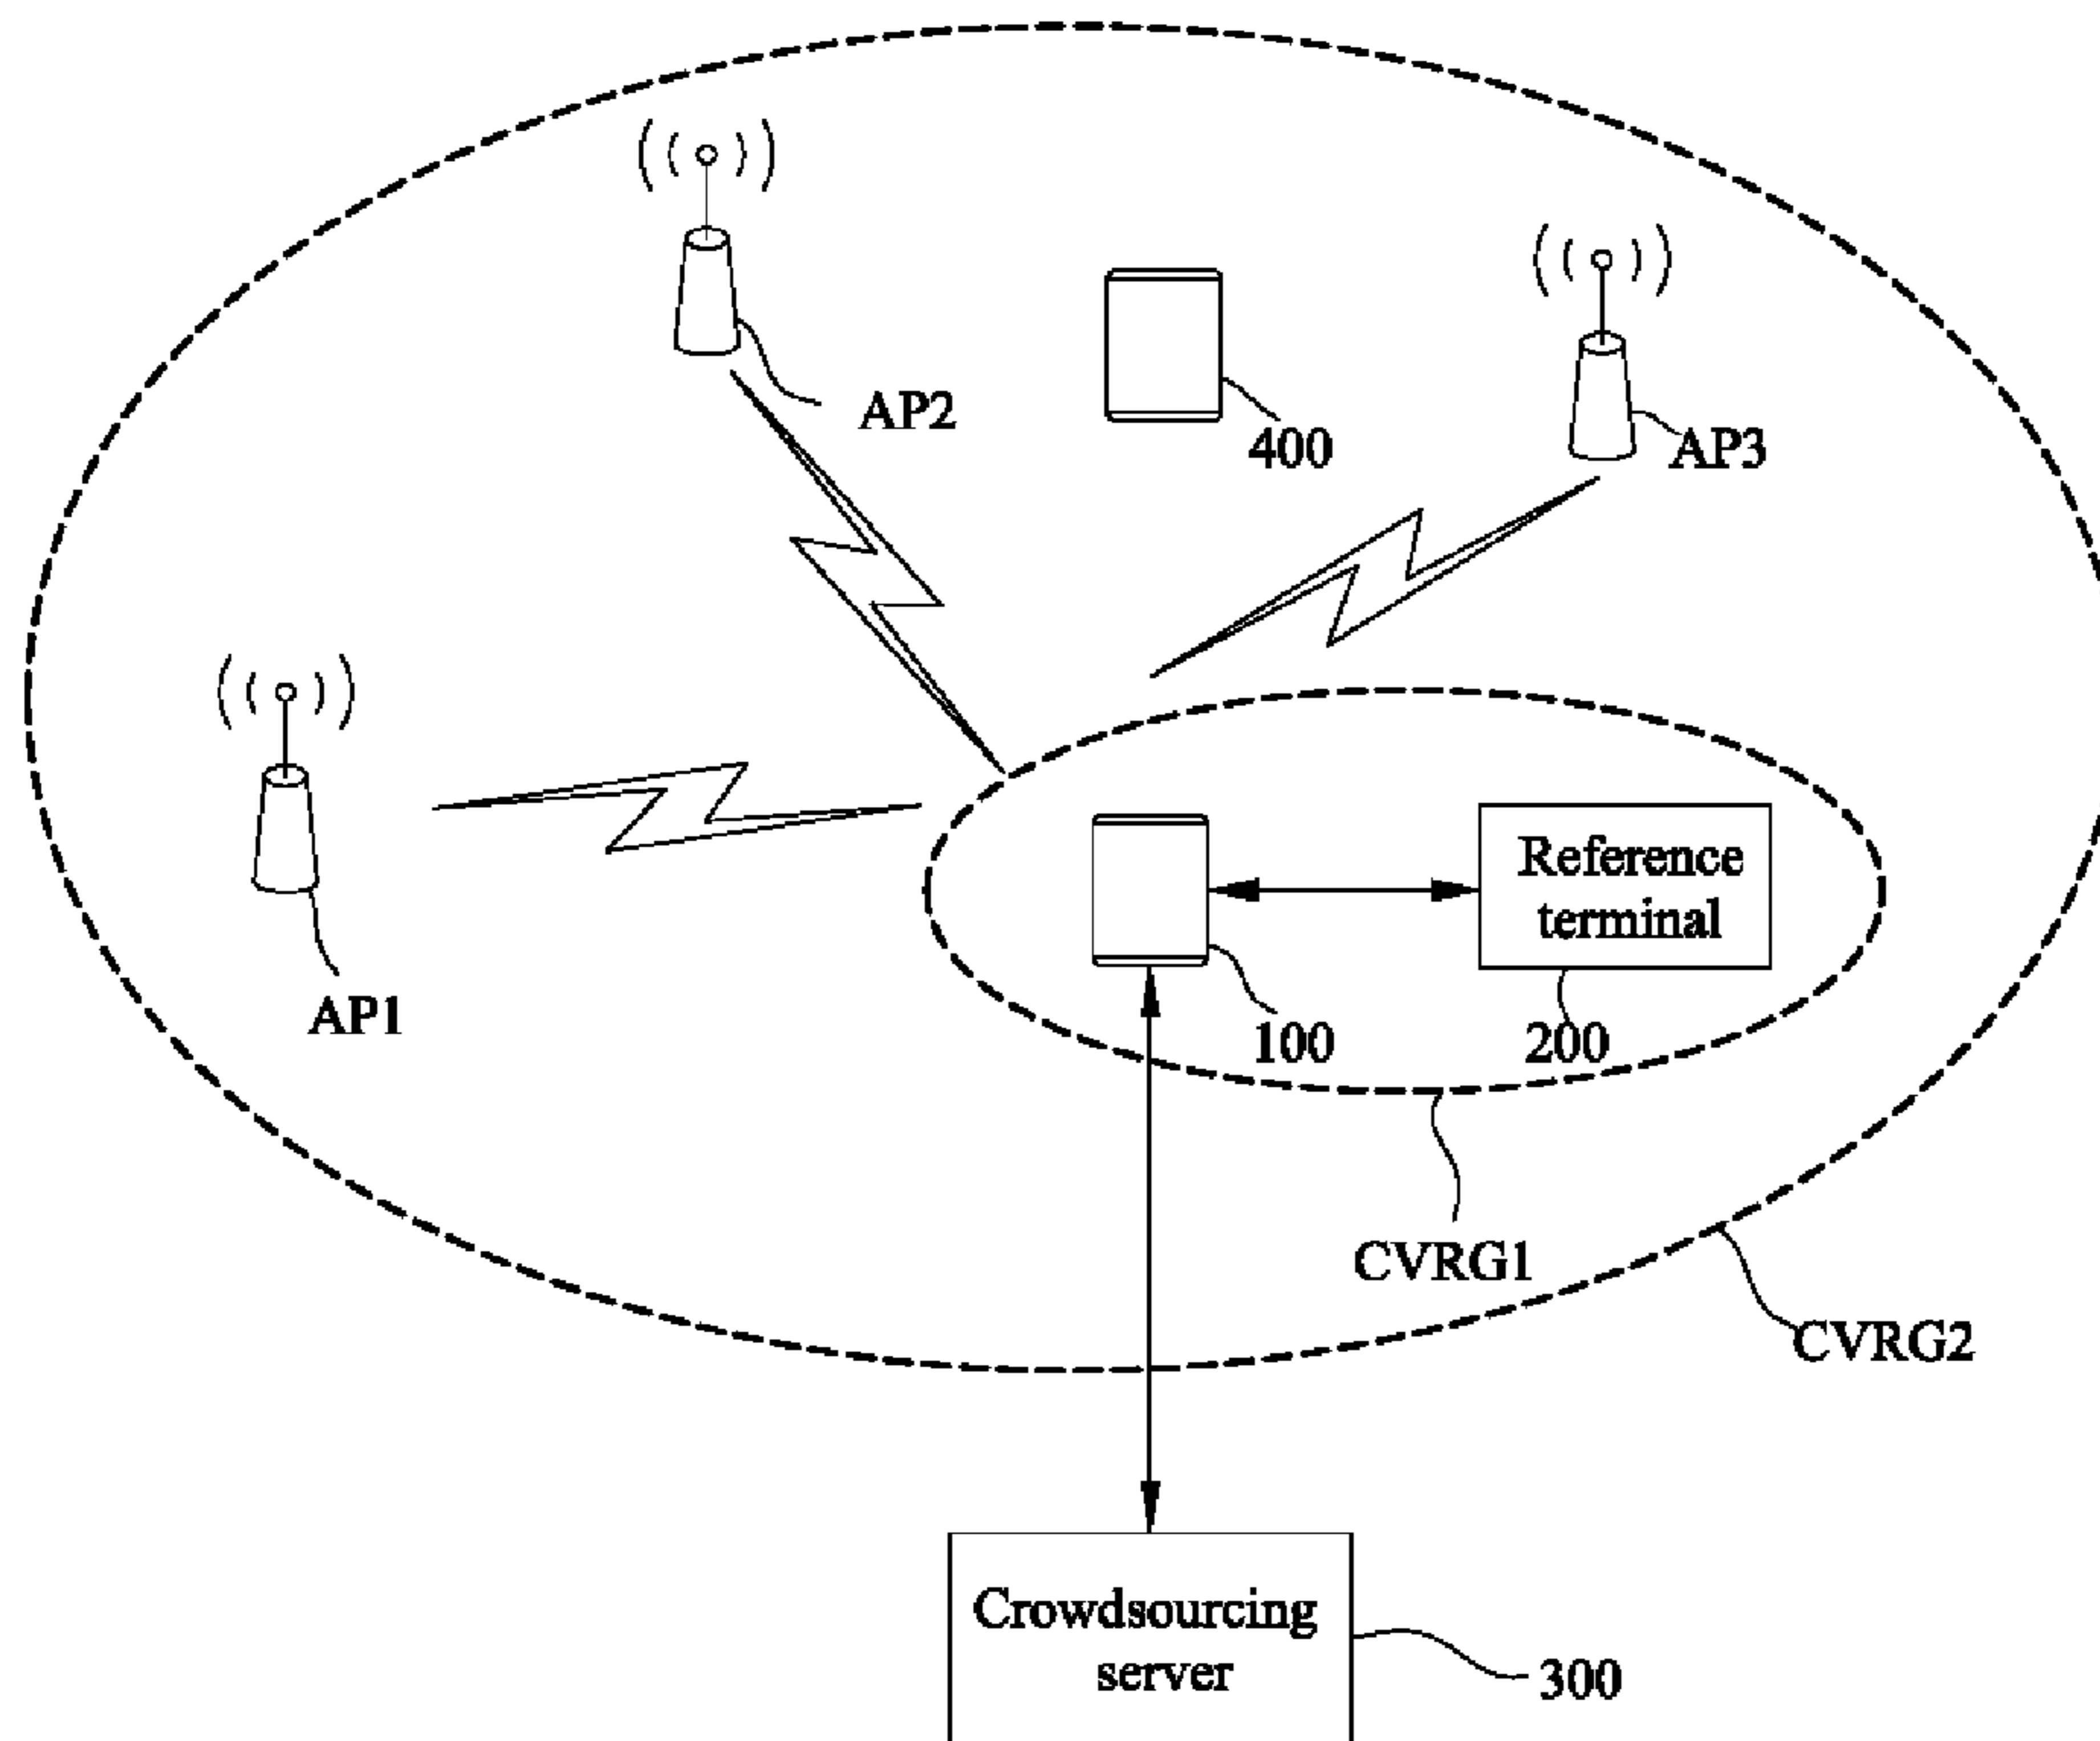 AP2
400
AP3
Reference
terminal
AP1
100
200
CVRG1
CVRG2
Crowdsourcing
server
300